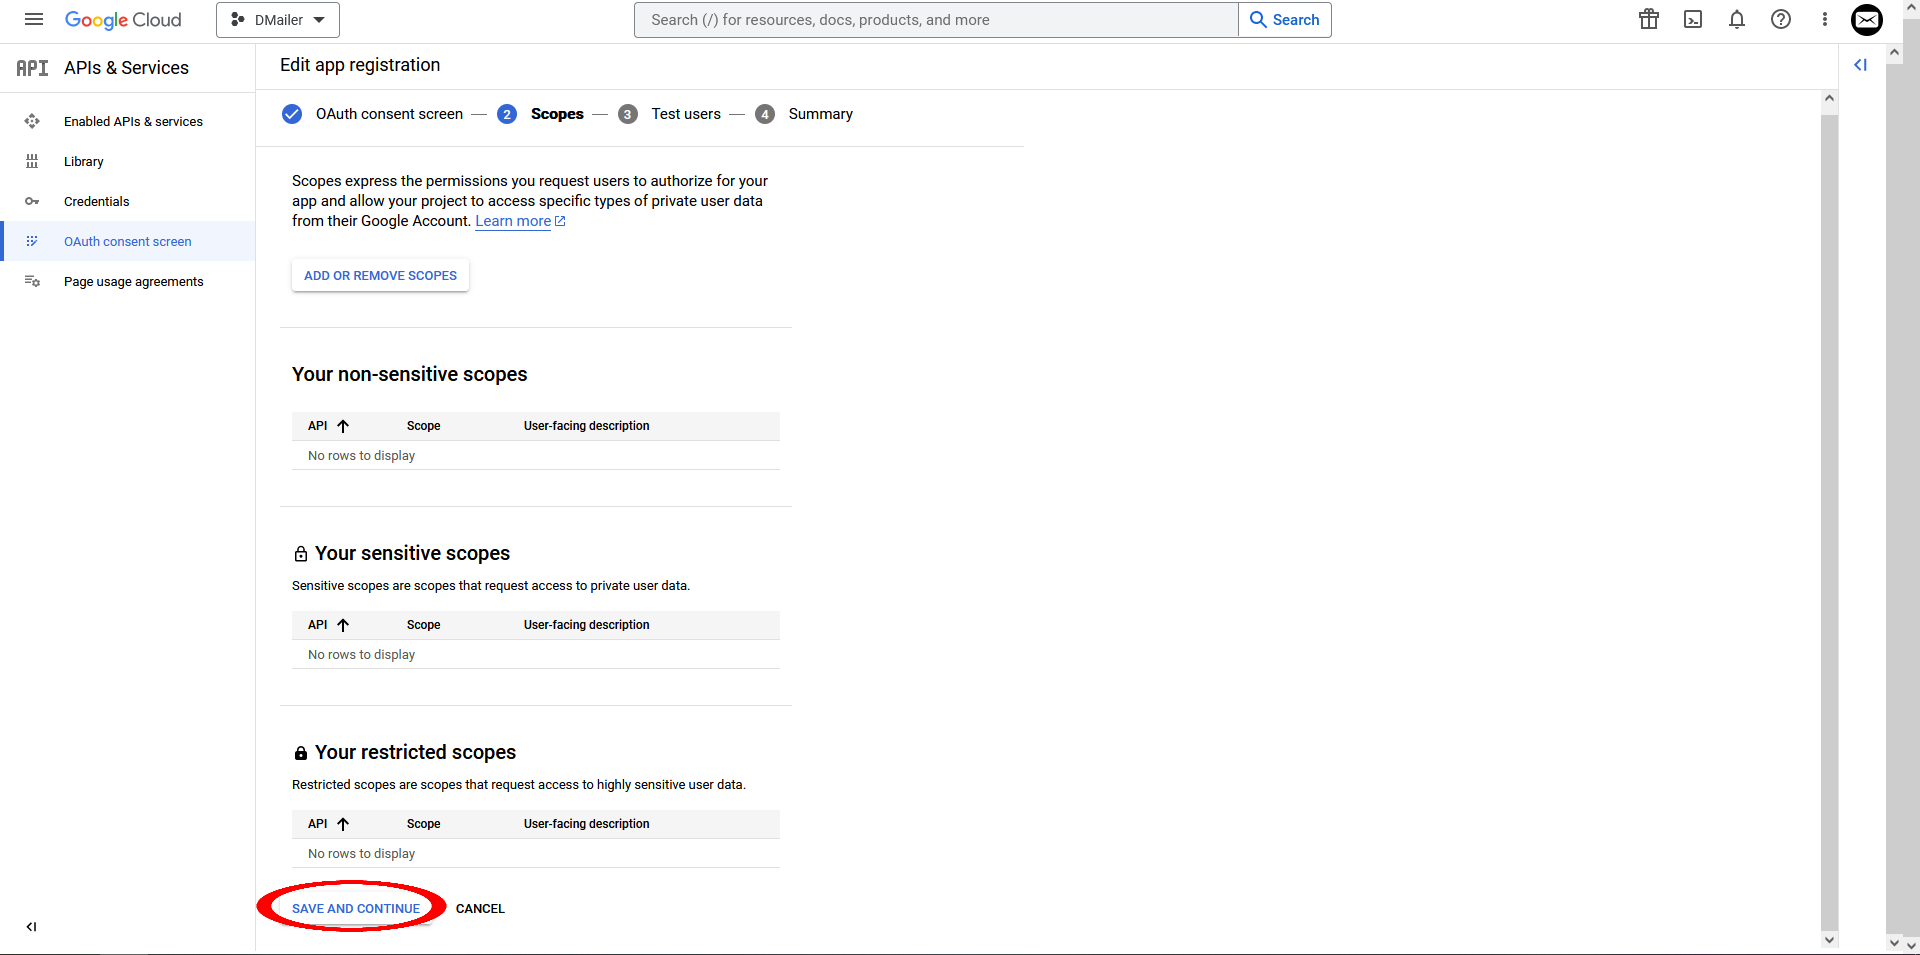 Google Cloud
DMailer
Search (/) for resources, docs, products, and more
Search
API APIs & Services
Enabled APIs & services
Library
Credentials
OAuth consent screen
Page usage agreements
Edit app registration
OAuth consent screen — 2 Scopes — 3 Test users — 4 Summary
Scopes express the permissions you request users to authorize for your
app and allow your project to access specific types of private user data
from their Google Account. Learn more
ADD OR REMOVE SCOPES
Your non-sensitive scopes
API Scope User-facing description
No rows to display
Your sensitive scopes
Sensitive scopes are scopes that request access to private user data.
API Scope User-facing description
No rows to display
Your restricted scopes
Restricted scopes are scopes that request access to highly sensitive user data.
API Scope User-facing description
No rows to display
SAVE AND CONTINUE CANCEL